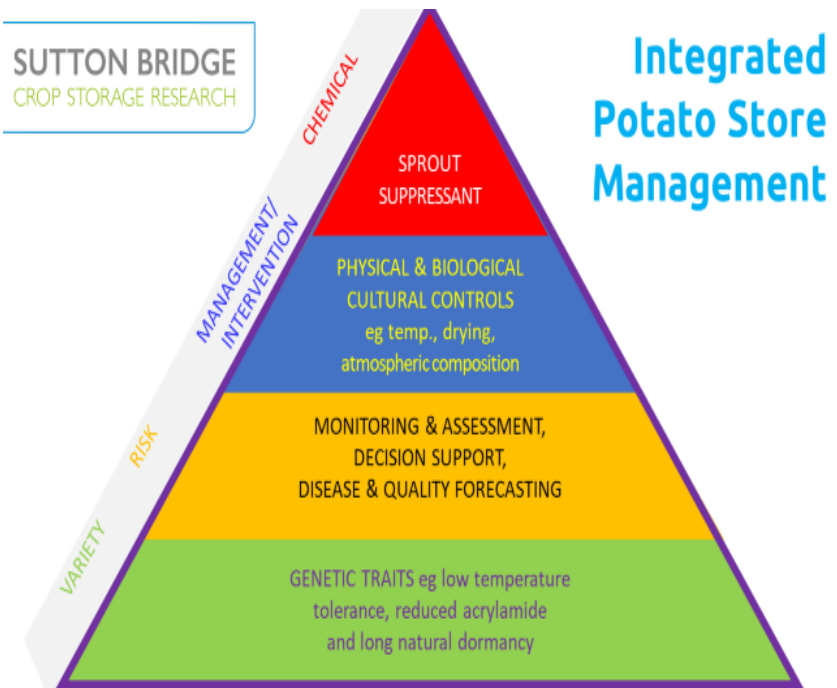 SUTTON BRIDGE
CROP STORAGE RESEARCH
Integrated
Potato Store
Management
CHEMICAL
SPROUT
SUPPRESSANT
MANAGEMENT/
INTERVENTION
PHYSICAL & BIOLOGICAL
CULTURAL CONTROLS
eg temp., drying,
atmospheric composition
RISK
MONITORING & ASSESSMENT,
DECISION SUPPORT,
DISEASE & QUALITY FORECASTING
VARIETY
GENETIC TRAITS eg low temperature
tolerance, reduced acrylamide
and long natural dormancy